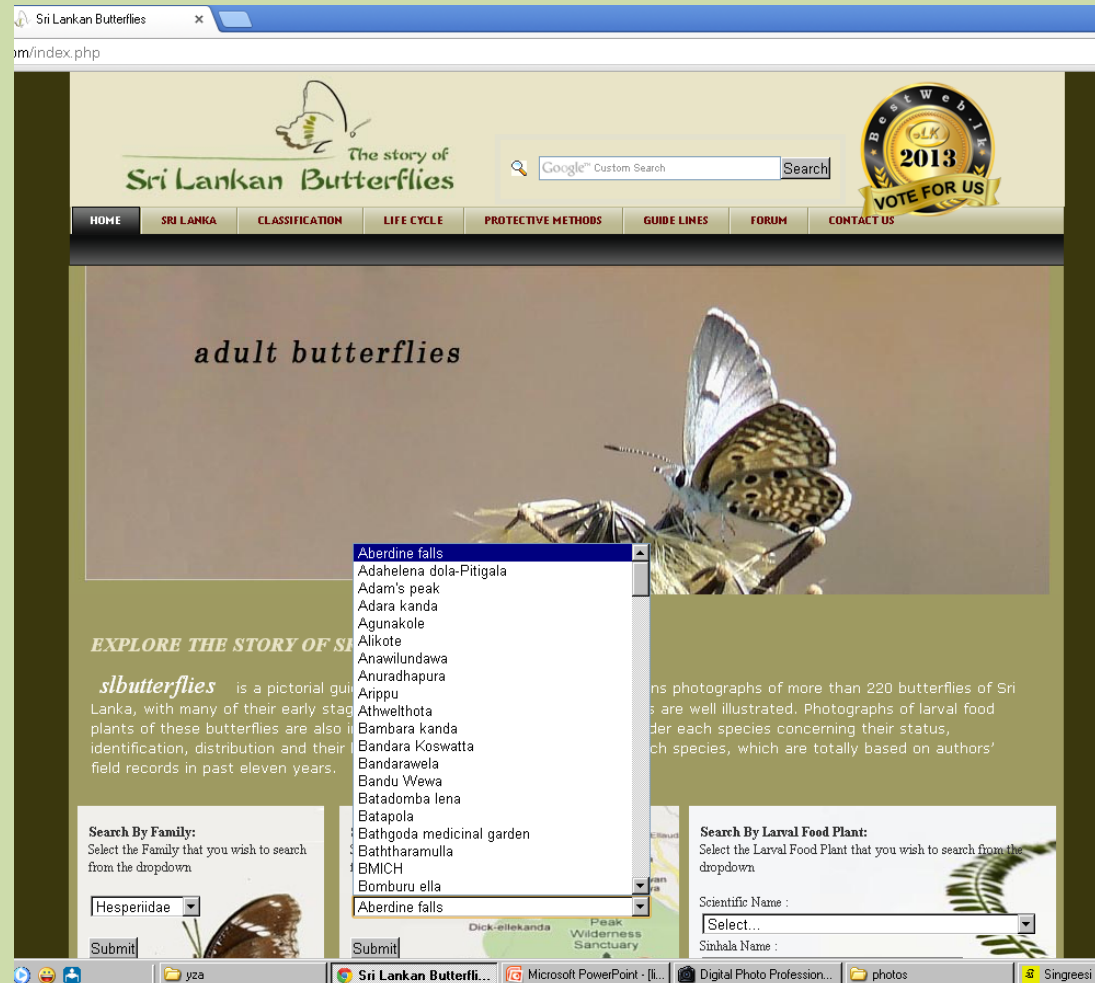 Sri Lankan Butterflies
om/index.php
The story of
Sri Lankan Butterflies
Google™ Custom Search
Search
BestWeb.lk
LK
2013
VOTE FOR US
HOME
SRI LANKA
CLASSIFICATION
LIFE CYCLE
PROTECTIVE METHODS
GUIDE LINES
FORUM
CONTACT US
adult butterflies
Aberdine falls
Adahelena dola-Pitigala
Adam's peak
Adara kanda
Agunakole
Alikote
Anawilundawa
Anuradhapura
Arippu
Athwelthota
Bambara kanda
Bandara Koswatta
Bandarawela
Bandu Wewa
Batadomba lena
Batapola
Bathgoda medicinal garden
Baththaramulla
BMICH
Bomburu ella
Aberdine falls
EXPLORE THE STORY OF
slbutterflies is a pictorial ns photographs of more than 220 butterflies of Sri
Lanka, with many of their early s are well illustrated. Photographs of larval food
plants of these butterflies are also der each species concerning their status,
identification, distribution and their ch species, which are totally based on authors'
field records in past eleven years.
Search By Family:
Select the Family that you wish to search
from the dropdown
Hesperiidae
Submit
Dick-ellekanda
Peak
Wilderness
Sanctuary
Submit
Search By Larval Food Plant:
Select the Larval Food Plant that you wish to search from the
dropdown
Scientific Name :
Select...
Sinhala Name :
yza
Sri Lankan Butterfli...
Microsoft PowerPoint - [li...
Digital Photo Profession...
photos
Singreesi